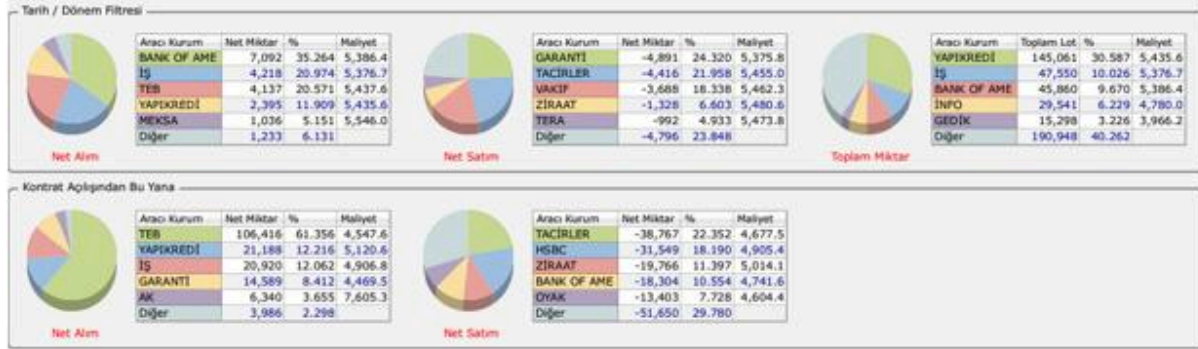 Tarih / Dönem Filtresi
Aracı Kurum Net Miktar % Maliyet
BANK OF AME 7,092 35.264 5,386.4
İŞ 4,218 20.974 5,376.7
TEB 4,137 20.571 5,437.6
YAPIKREDİ 2,395 11.909 5,435.6
MEKSA 1,036 5.151 5,546.0
Diğer 1,233 6.131
Net Alım
Aracı Kurum Net Miktar % Maliyet
GARANTİ -4,891 24.320 5,375.8
TACİRLER -4,416 21.958 5,455.0
VAKIF -3,688 18.338 5,462.3
ZİRAAT -1,328 6.603 5,480.6
TERA -992 4.933 5,473.8
Diğer -4,796 23.848
Net Satım
Aracı Kurum Toplam Lot % Maliyet
YAPIKREDİ 145,061 30.587 5,435.6
İŞ 47,550 10.026 5,376.7
BANK OF AME 45,860 9.670 5,386.4
İNFO 29,541 6.229 4,780.0
GEDİK 15,298 3.226 3,966.2
Diğer 190,948 40.262
Toplam Miktar
Kontrat Açılışından Bu Yana
Aracı Kurum Net Miktar % Maliyet
TEB 106,416 61.356 4,547.6
YAPIKREDİ 21,188 12.216 5,120.6
İŞ 20,920 12.062 4,906.8
GARANTİ 14,589 8.412 4,469.5
AK 6,340 3.655 7,605.3
Diğer 3,986 2.298
Net Alım
Aracı Kurum Net Miktar % Maliyet
TACİRLER -38,767 22.352 4,677.5
HSBC -31,549 18.190 4,905.4
ZİRAAT -19,766 11.397 5,014.1
BANK OF AME -18,304 10.554 4,741.6
OYAK -13,403 7.728 4,604.4
Diğer -51,650 29.780
Net Satım